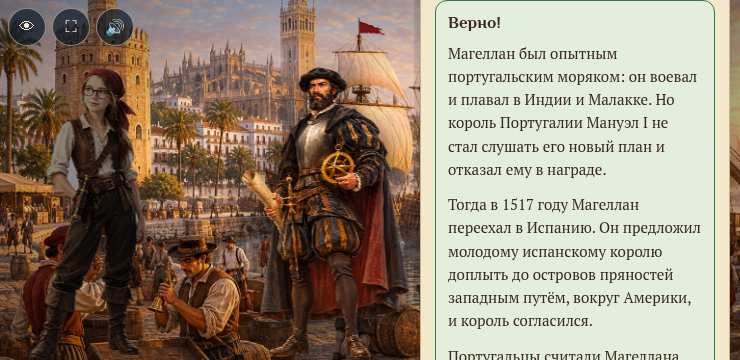 Верно!
Магеллан был опытным
португальским моряком: он воевал
и плавал в Индии и Малакке. Но
король Португалии Мануэл I не
стал слушать его новый план и
отказал ему в награде.
Тогда в 1517 году Магеллан
переехал в Испанию. Он предложил
молодому испанскому королю
доплыть до островов пряностей
западным путём, вокруг Америки,
и король согласился.
Португальцы считали Магеллана